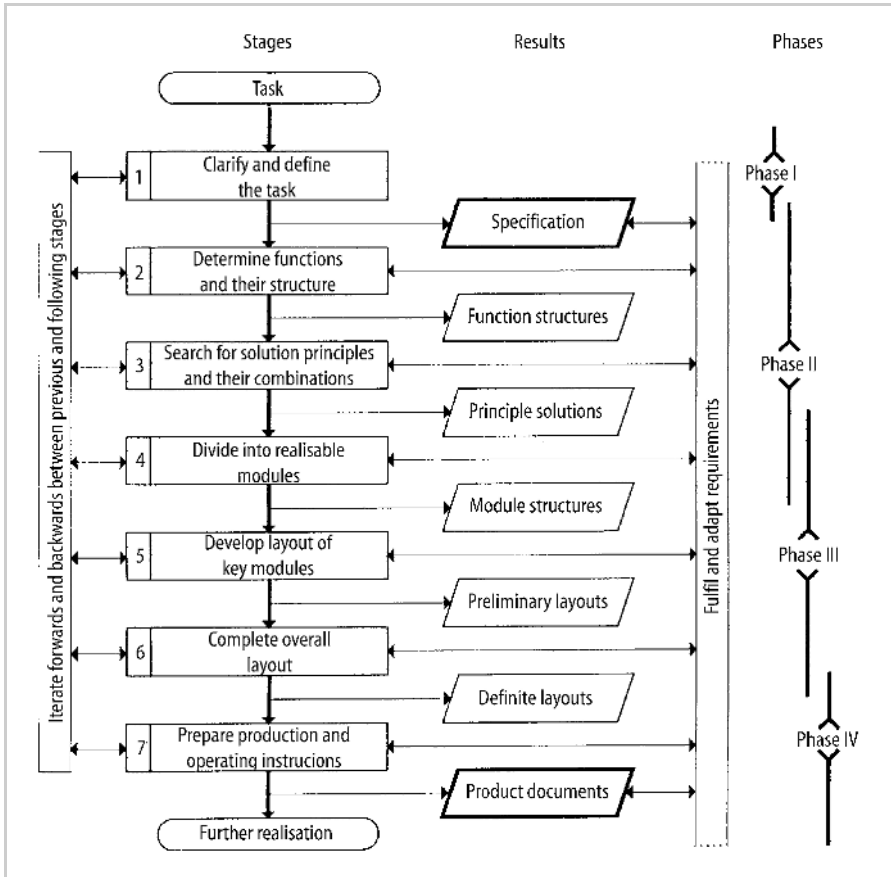 Stages
Results
Phases
Task
1
Clarify and define
the task
Phase I
Specification
2
Determine functions
and their structure
Function structures
3
Search for solution principles
and their combinations
Phase II
Principle solutions
4
Divide into realisable
modules
Module structures
5
Develop layout of
key modules
Phase III
Preliminary layouts
6
Complete overall
layout
Definite layouts
7
Prepare production and
operating instrucions
Phase IV
Product documents
Further realisation
Iterate forwards and backwards between previous and following stages
Fulfil and adapt requirements